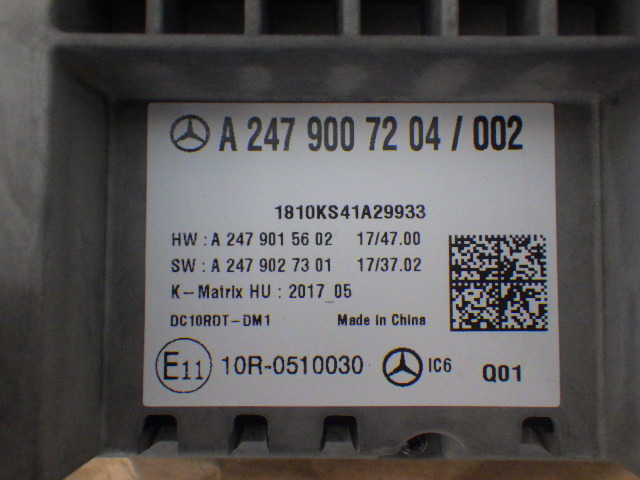 A 247 900 72 04 / 002
1810KS41A29933
HW : A 247 901 56 02 17/47.00
SW : A 247 902 73 01 17/37.02
K-Matrix HU : 2017_05
DC10RDT-DM1 Made in China
E11 10R-0510030 IC6 Q01